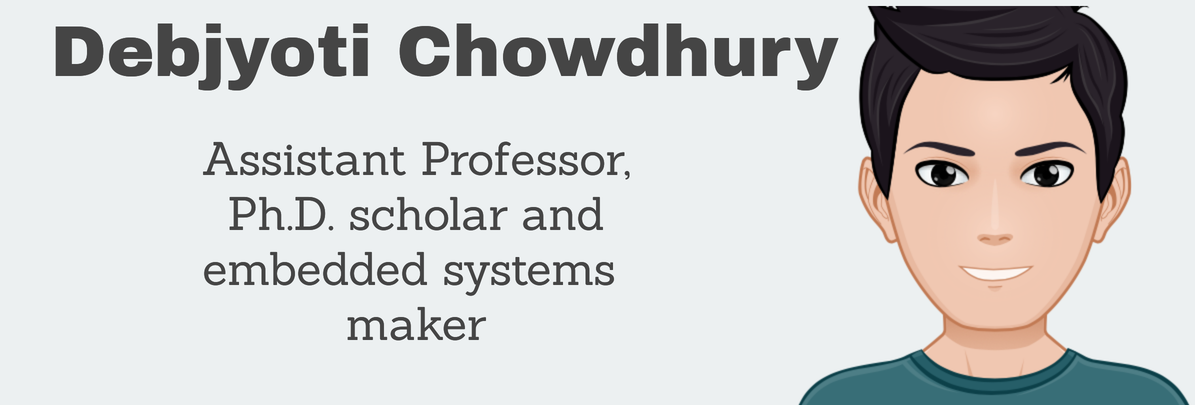 Debjyoti Chowdhury
Assistant Professor,
Ph.D. scholar and
embedded systems
maker